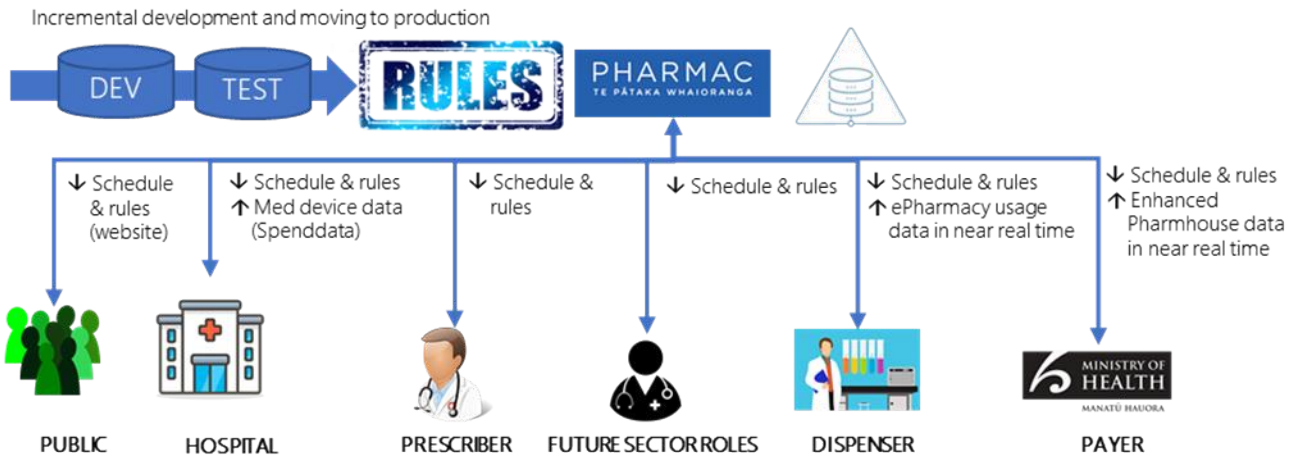 Incremental development and moving to production
DEV
TEST
RULES
PHARMAC
TE PĀTAKA WHAIORANGA
↓ Schedule
& rules
(website)
↓ Schedule & rules
↑ Med device data
(Spenddata)
↓ Schedule &
rules
↓ Schedule & rules
↓ Schedule & rules
↑ ePharmacy usage
data in near real time
↓ Schedule & rules
↑ Enhanced
Pharmhouse data
in near real time
MINISTRY OF
HEALTH
MANATŪ HAUORA
PUBLIC
HOSPITAL
PRESCRIBER
FUTURE SECTOR ROLES
DISPENSER
PAYER